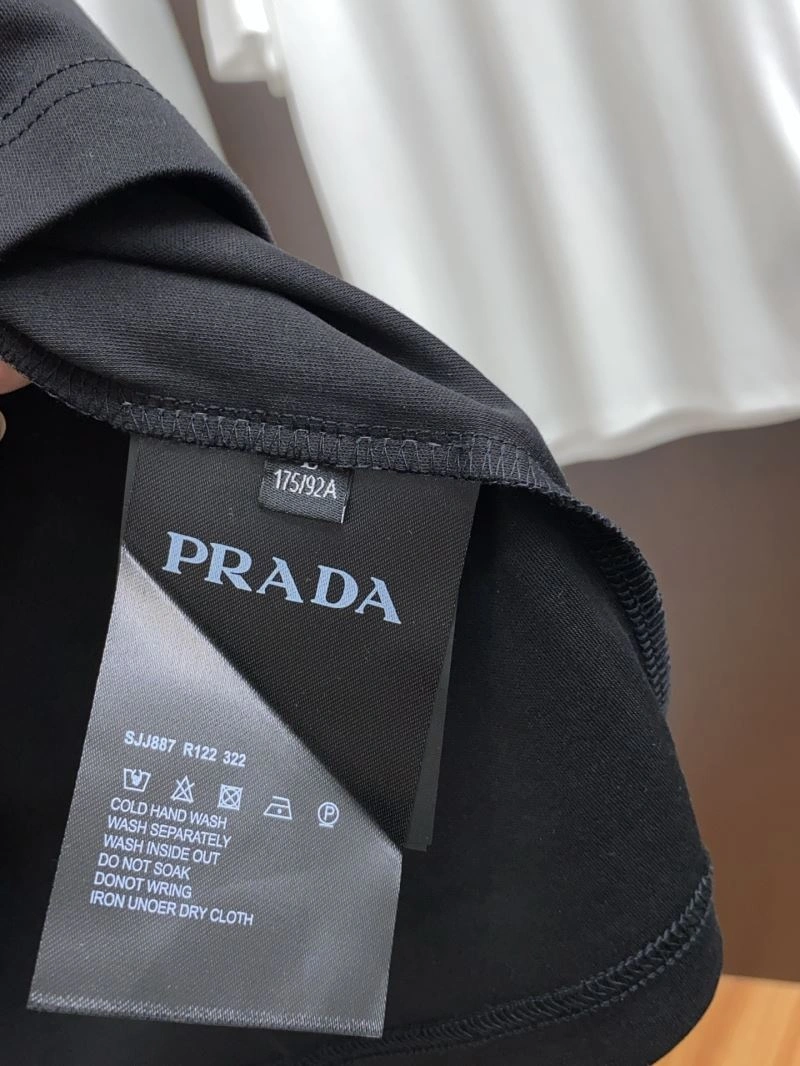 175/92A
PRADA
SJJ887 R122 322
P
COLD HAND WASH
WASH SEPARATELY
WASH INSIDE OUT
DO NOT SOAK
DONOT WRING
IRON UNOER DRY CLOTH